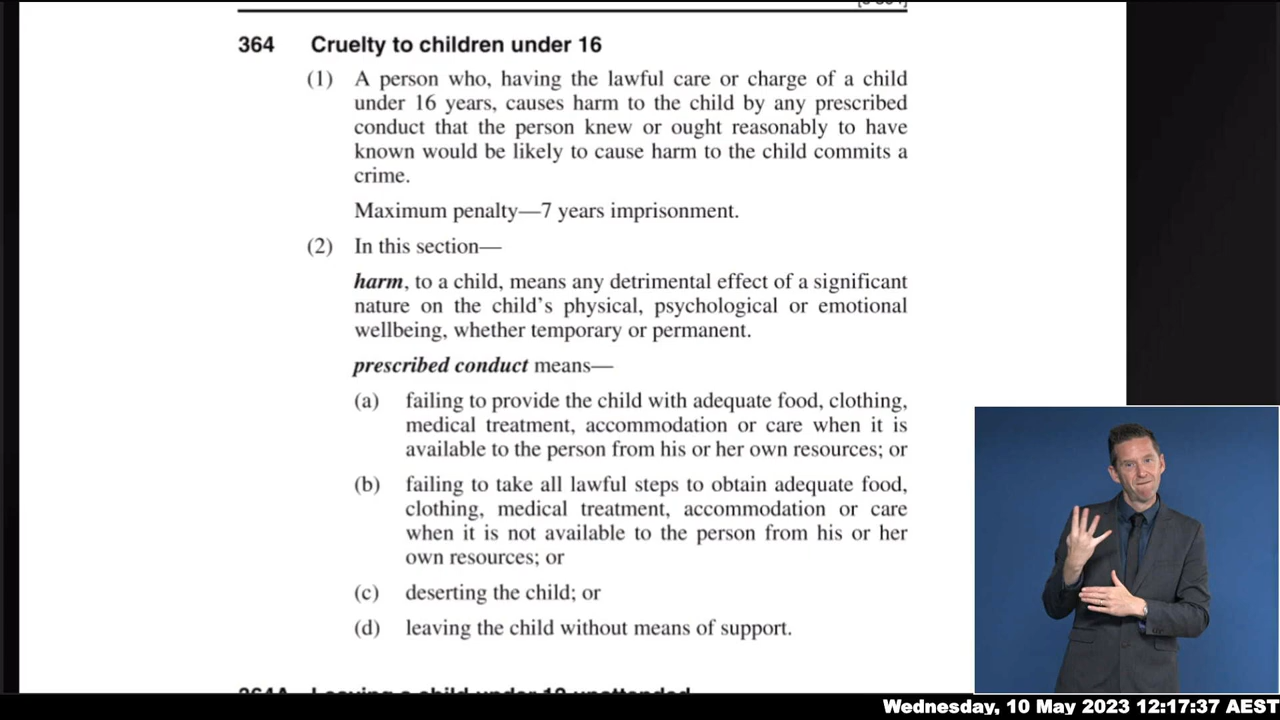 364 Cruelty to children under 16
(1) A person who, having the lawful care or charge of a child
under 16 years, causes harm to the child by any prescribed
conduct that the person knew or ought reasonably to have
known would be likely to cause harm to the child commits a
crime.
Maximum penalty—7 years imprisonment.
(2) In this section—
harm, to a child, means any detrimental effect of a significant
nature on the child’s physical, psychological or emotional
wellbeing, whether temporary or permanent.
prescribed conduct means—
(a) failing to provide the child with adequate food, clothing,
medical treatment, accommodation or care when it is
available to the person from his or her own resources; or
(b) failing to take all lawful steps to obtain adequate food,
clothing, medical treatment, accommodation or care
when it is not available to the person from his or her
own resources; or
(c) deserting the child; or
(d) leaving the child without means of support.
364A Leaving a child under 12 unattended
Wednesday, 10 May 2023 12:17:37 AEST